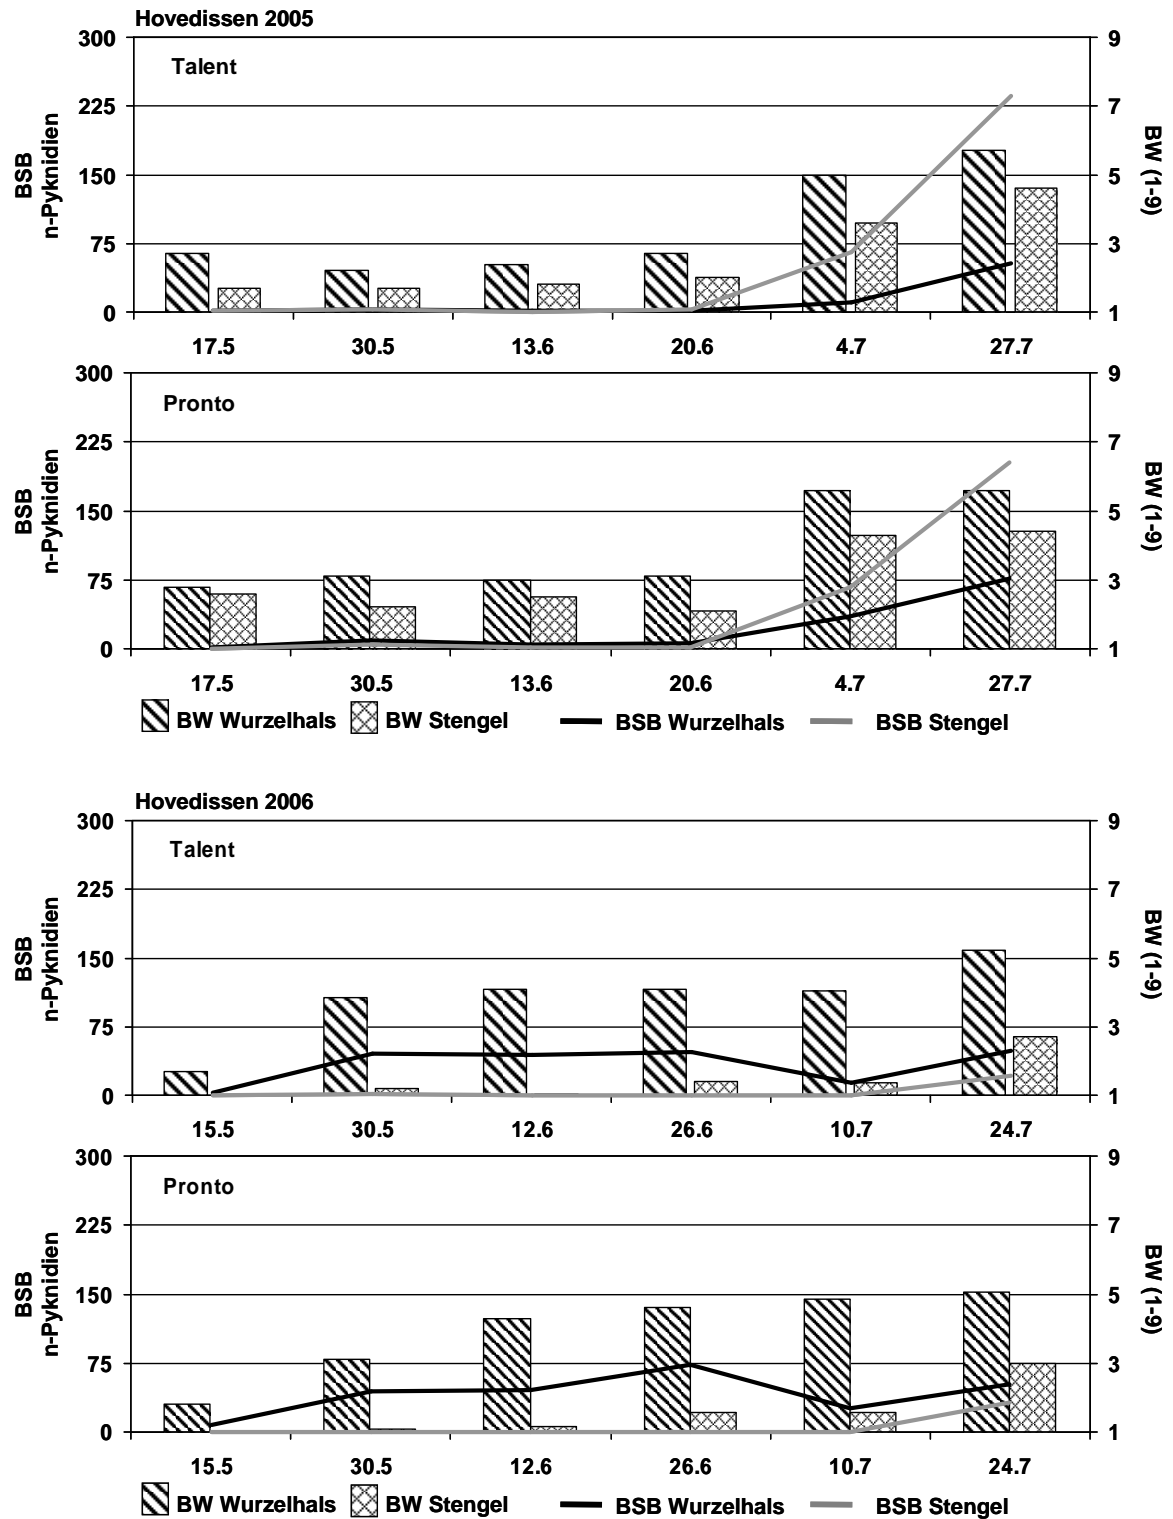 Hovedissen 2005
Talent
300 225 150 75 0
BSB
n-Pyknidien
9 7 5 3 1
BW (1-9)
17.5 30.5 13.6 20.6 4.7 27.7
Pronto
300 225 150 75 0
BSB
n-Pyknidien
9 7 5 3 1
BW (1-9)
17.5 30.5 13.6 20.6 4.7 27.7
BW Wurzelhals BW Stengel BSB Wurzelhals BSB Stengel
Hovedissen 2006
Talent
300 225 150 75 0
BSB
n-Pyknidien
9 7 5 3 1
BW (1-9)
15.5 30.5 12.6 26.6 10.7 24.7
Pronto
300 225 150 75 0
BSB
n-Pyknidien
9 7 5 3 1
BW (1-9)
15.5 30.5 12.6 26.6 10.7 24.7
BW Wurzelhals BW Stengel BSB Wurzelhals BSB Stengel